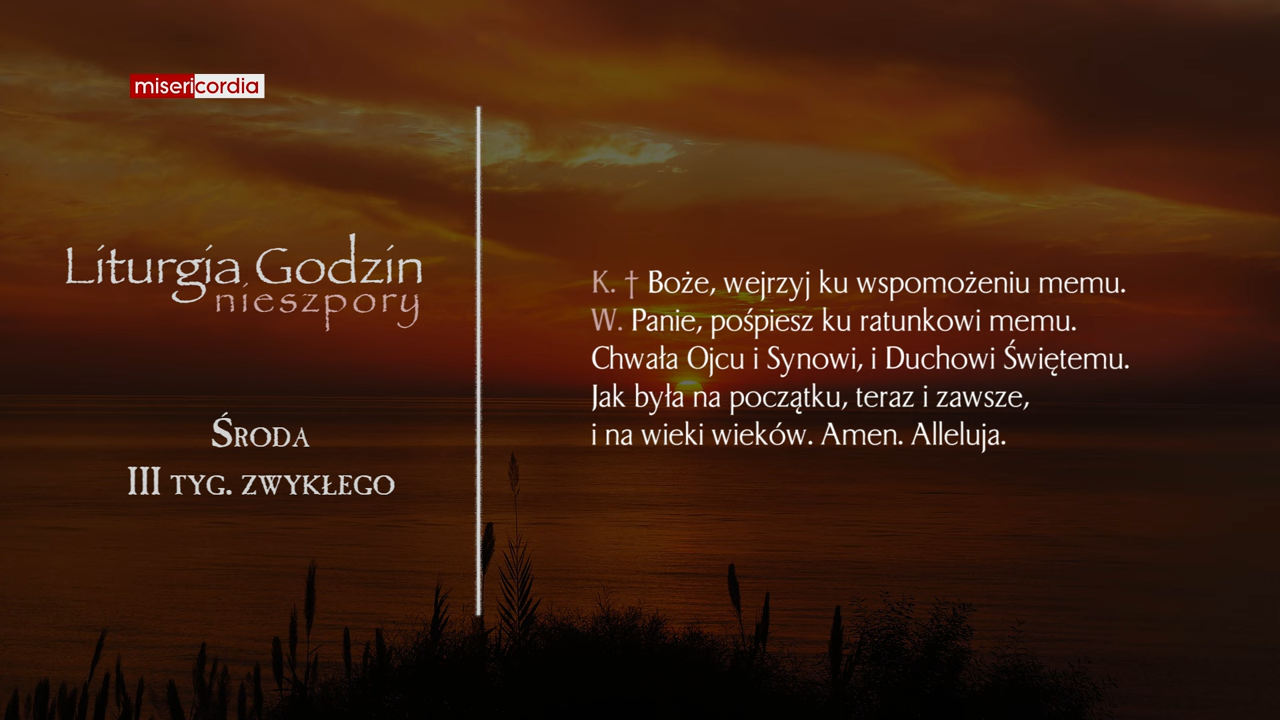 misericordia
Liturgia Godzin
nieszpory
Środa
III tyg. zwykłego
K. † Boże, wejrzyj ku wspomożeniu memu.
W. Panie, pośpiesz ku ratunkowi memu.
Chwała Ojcu i Synowi, i Duchowi Świętemu.
Jak była na początku, teraz i zawsze,
i na wieki wieków. Amen. Alleluja.